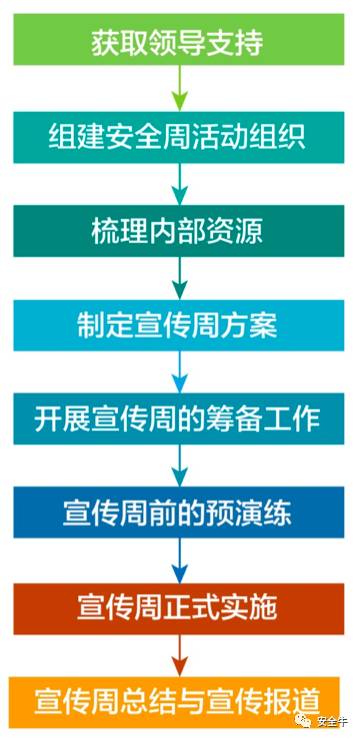 获取领导支持
组建安全周活动组织
梳理内部资源
制定宣传周方案
开展宣传周的筹备工作
宣传周前的预演练
宣传周正式实施
宣传周总结与宣传报道
安全牛